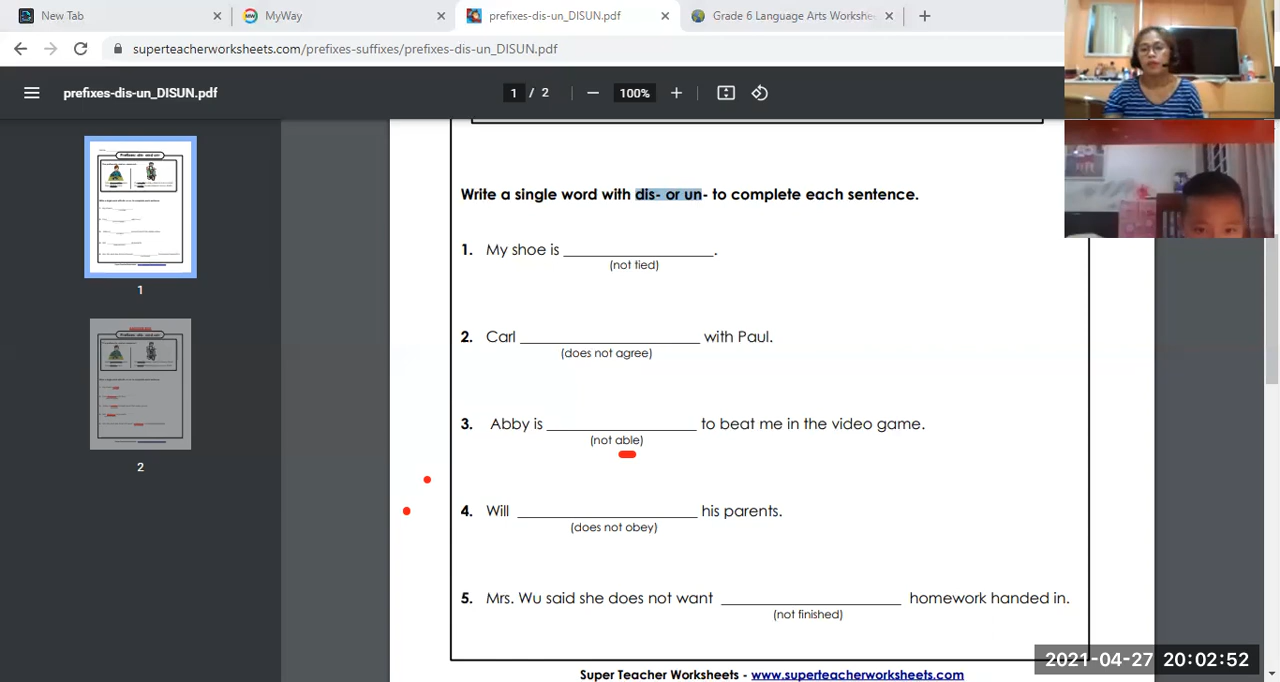 New Tab
MyWay
prefixes-dis-un_DISUN.pdf
Grade 6 Language Arts Workshe
superteacherworksheets.com/prefixes-suffixes/prefixes-dis-un_DISUN.pdf
prefixes-dis-un_DISUN.pdf
1 / 2
100%
1
2
Write a single word with dis- or un- to complete each sentence.
1. My shoe is ____________________.
(not tied)
2. Carl ____________________ with Paul.
(does not agree)
3. Abby is ____________________ to beat me in the video game.
(not able)
4. Will ____________________ his parents.
(does not obey)
5. Mrs. Wu said she does not want ____________________ homework handed in.
(not finished)
Super Teacher Worksheets - www.superteacherworksheets.com
2021-04-27 20:02:52